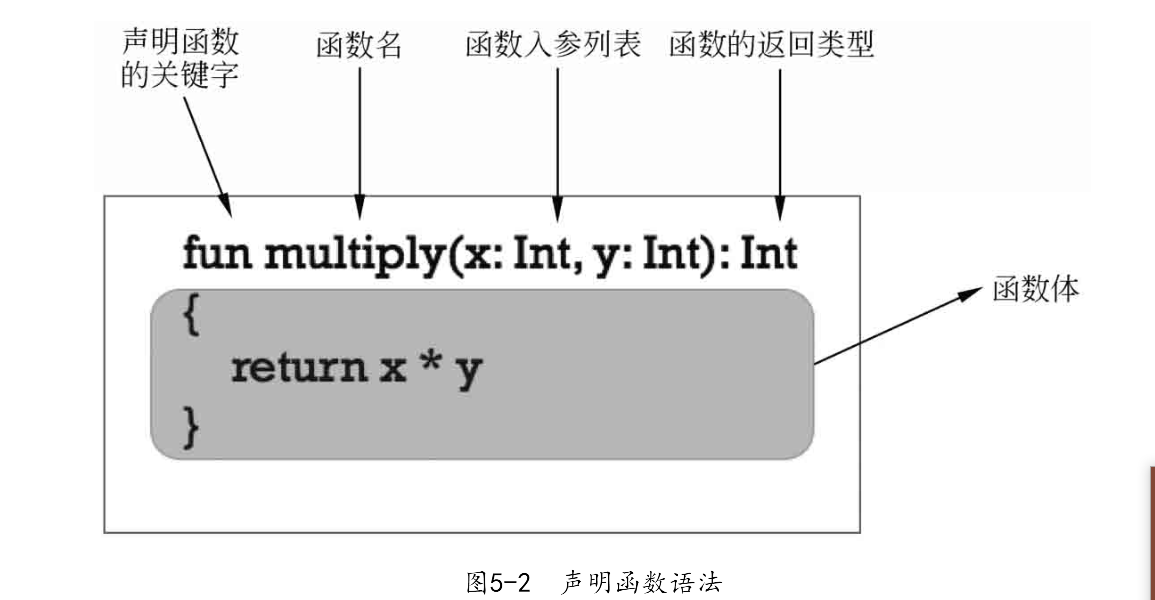 声明函数
的关键字
函数名
函数入参列表
函数的返回类型
fun multiply(x: Int, y: Int): Int
{
return x * y
}
函数体
图5-2 声明函数语法